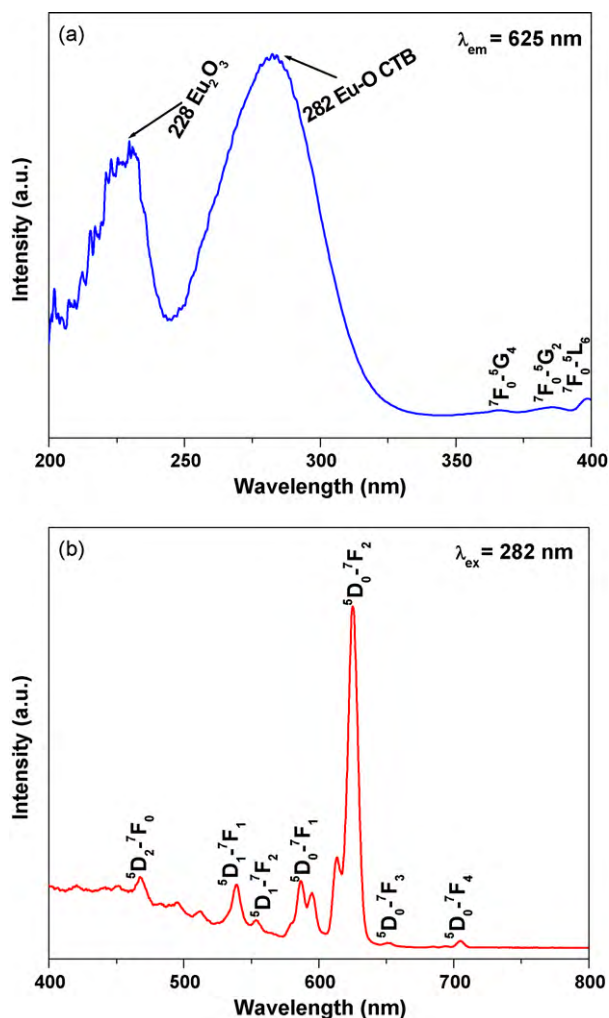 (a)
λem = 625 nm
228 Eu₂O₃
282 Eu-O CTB
Intensity (a.u.)
⁷F₀-⁵G₄
⁷F₀-⁵G₂
⁷F₀-⁵L₆
200 250 300 350 400
Wavelength (nm)
(b)
λex = 282 nm
⁵D₀-⁷F₂
Intensity (a.u.)
⁵D₂-⁷F₀
⁵D₁-⁷F₁
⁵D₁-⁷F₂
⁵D₀-⁷F₁
⁵D₀-⁷F₃
⁵D₀-⁷F₄
400 500 600 700 800
Wavelength (nm)